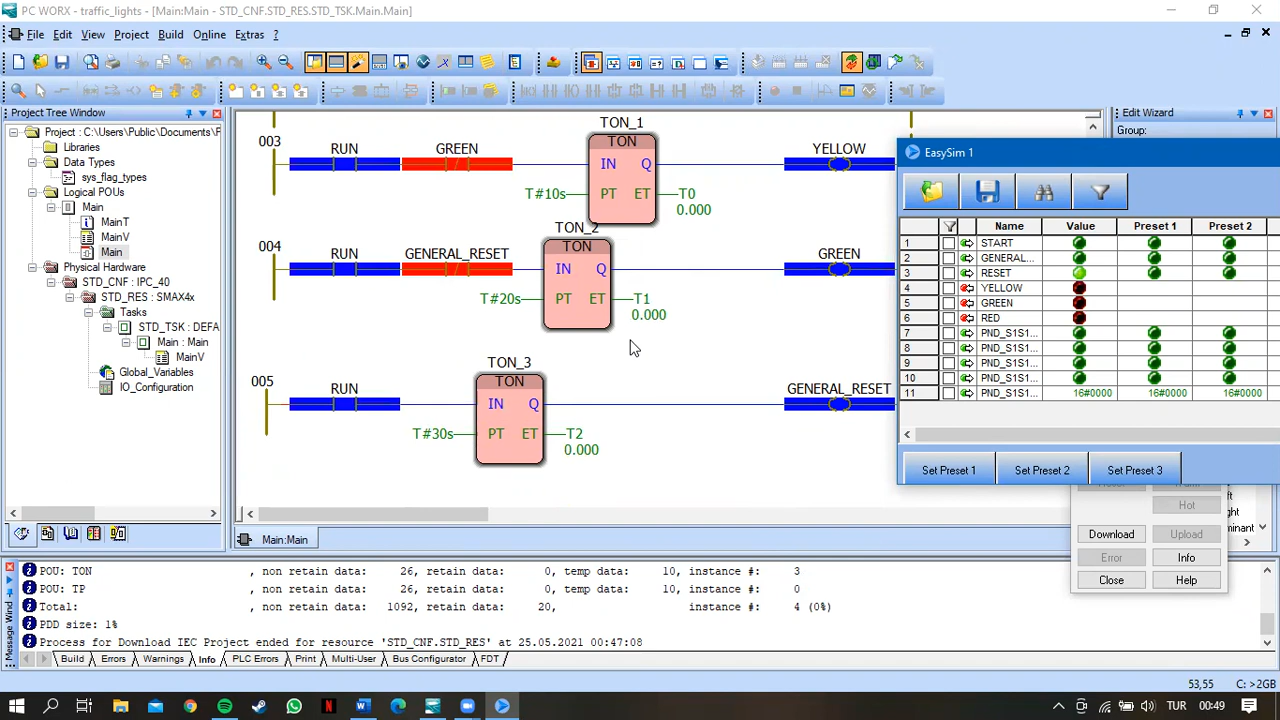 PC WORX - traffic_lights - [Main:Main - STD_CNF.STD_RES.STD_TSK.Main.Main]
File Edit View Project Build Online Extras ?
Project Tree Window
Project : C:\Users\Public\Documents\F
Libraries
Data Types
sys_flag_types
Logical POUs
Main
MainT
MainV
Main
Physical Hardware
STD_CNF : IPC_40
STD_RES : SMAX4x
Tasks
STD_TSK : DEFA
Main : Main
MainV
Global_Variables
IO_Configuration
TON_1
003 RUN GREEN TON YELLOW
IN Q
T#10s PT ET T0
0.000
TON_2
004 RUN GENERAL_RESET TON GREEN
IN Q
T#20s PT ET T1
0.000
TON_3
005 RUN TON GENERAL_RESET
IN Q
T#30s PT ET T2
0.000
Main:Main
Edit Wizard
Group:
EasySim 1
Name Value Preset 1 Preset 2
1 START
2 GENERAL...
3 RESET
4 YELLOW
5 GREEN
6 RED
7 PND_S1S1...
8 PND_S1S1...
9 PND_S1S1...
10 PND_S1S1...
11 PND_S1S1... 16#0000 16#0000 16#0000
Set Preset 1 Set Preset 2 Set Preset 3
Hot
Download Upload
Error Info
Close Help
Message Wind
POU: TON , non retain data: 26, retain data: 0, temp data: 10, instance #: 3
POU: TP , non retain data: 26, retain data: 0, temp data: 10, instance #: 0
Total: non retain data: 1092, retain data: 20, instance #: 4 (0%)
PDD size: 1%
Process for Download IEC Project ended for resource 'STD_CNF.STD_RES' at 25.05.2021 00:47:08
Build Errors Warnings Info PLC Errors Print Multi-User Bus Configurator FDT
53,55 C: >2GB
TUR 00:49